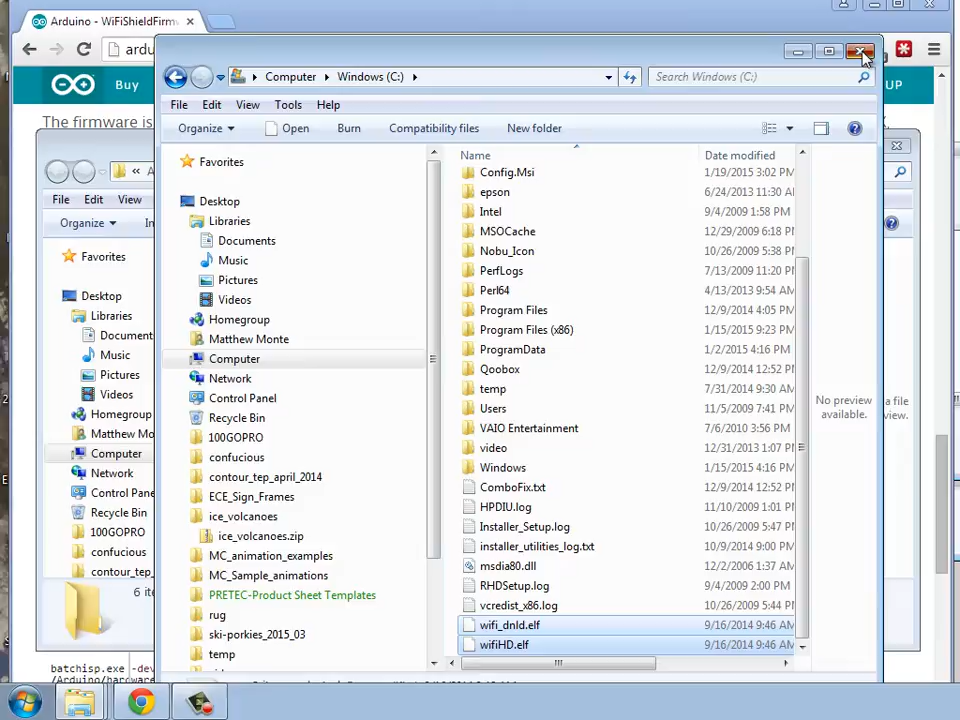 Arduino - WiFiShieldFirm
ardu
Buy
UP
The firmware is
Computer
Windows (C:)
Search Windows (C:)
File Edit View Tools Help
Organize Open Burn Compatibility files New folder
File Edit View
Organize
Favorites
Desktop
Libraries
Document
Music
Pictures
Videos
Homegroup
Matthew Mo
Computer
Network
Control Pane
Recycle Bin
100GOPRO
confucious
contour_tep_
6 ite
Favorites
Desktop
Libraries
Documents
Music
Pictures
Videos
Homegroup
Matthew Monte
Computer
Network
Control Panel
Recycle Bin
100GOPRO
confucious
contour_tep_april_2014
ECE_Sign_Frames
ice_volcanoes
ice_volcanoes.zip
MC_animation_examples
MC_Sample_animations
PRETEC-Product Sheet Templates
rug
ski-porkies_2015_03
temp
Name Date modified
Config.Msi 1/19/2015 3:02 PM
epson 6/24/2013 11:30 AM
Intel 9/4/2009 1:58 PM
MSOCache 12/29/2009 6:18 PM
Nobu_Icon 10/26/2009 5:38 PM
PerfLogs 7/13/2009 11:20 PM
Perl64 4/13/2013 9:54 AM
Program Files 12/9/2014 4:05 PM
Program Files (x86) 1/15/2015 9:23 PM
ProgramData 1/2/2015 4:16 PM
Qoobox 12/9/2014 12:52 PM
temp 7/31/2014 9:30 AM
Users 11/5/2009 7:41 PM
VAIO Entertainment 7/6/2010 3:56 PM
video 12/31/2013 1:07 PM
Windows 1/15/2015 4:16 PM
ComboFix.txt 12/9/2014 12:52 PM
HPDIU.log 11/10/2009 1:01 PM
Installer_Setup.log 10/26/2009 5:47 PM
installer_utilities_log.txt 10/9/2014 9:00 PM
msdia80.dll 12/2/2006 1:37 AM
RHDSetup.log 9/4/2009 2:00 PM
vcredist_x86.log 10/26/2009 5:44 PM
wifi_dnld.elf 9/16/2014 9:46 AM
wifiHD.elf 9/16/2014 9:46 AM
No preview
available.
a file
view.
batchisp.exe -dev
/Arduino/hardware